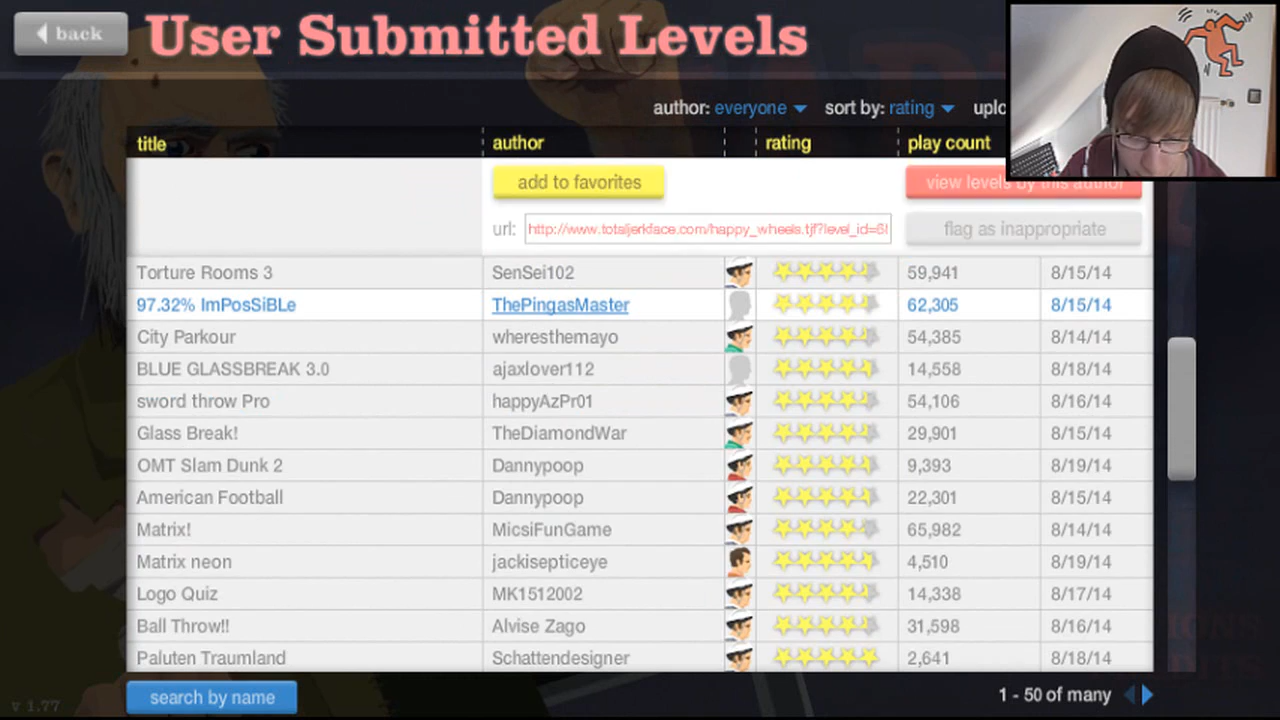 back
User Submitted Levels
author: everyone sort by: rating
title author rating play count
add to favorites view levels by this author
url: http://www.totaljerkface.com/happy_wheels.tjf?level_id=6 flag as inappropriate
Torture Rooms 3 SenSei102 59,941 8/15/14
97.32% ImPosSiBLe ThePingasMaster 62,305 8/15/14
City Parkour wheresthemayo 54,385 8/14/14
BLUE GLASSBREAK 3.0 ajaxlover112 14,558 8/18/14
sword throw Pro happyAzPr01 54,106 8/16/14
Glass Break! TheDiamondWar 29,901 8/15/14
OMT Slam Dunk 2 Dannypoop 9,393 8/19/14
American Football Dannypoop 22,301 8/15/14
Matrix! MicsiFunGame 65,982 8/14/14
Matrix neon jackisepticeye 4,510 8/19/14
Logo Quiz MK1512002 14,338 8/17/14
Ball Throw!! Alvise Zago 31,598 8/16/14
Paluten Traumland Schattendesigner 2,641 8/18/14
search by name 1 - 50 of many
v 1.77